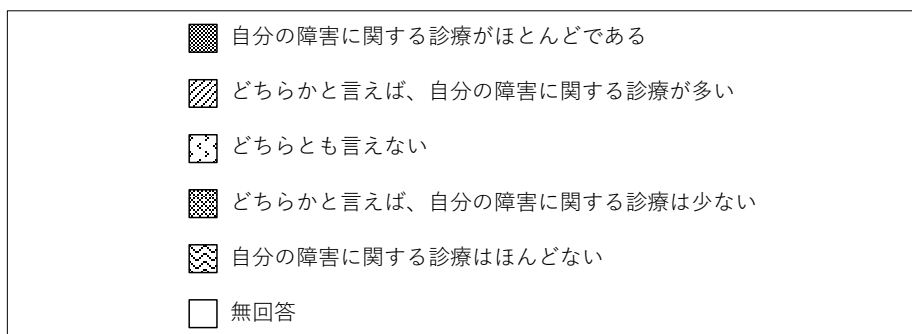 自分の障害に関する診療がほとんどである
どちらかと言えば、自分の障害に関する診療が多い
どちらとも言えない
どちらかと言えば、自分の障害に関する診療は少ない
自分の障害に関する診療はほんどない
無回答